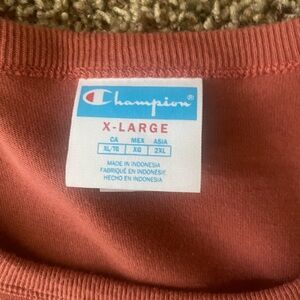 Champion®
X-LARGE
CA MEX ASIA
XL/TG XG 2XL
MADE IN INDONESIA
FABRIQUÉ EN INDONÉSIE
HECHO EN INDONESIA